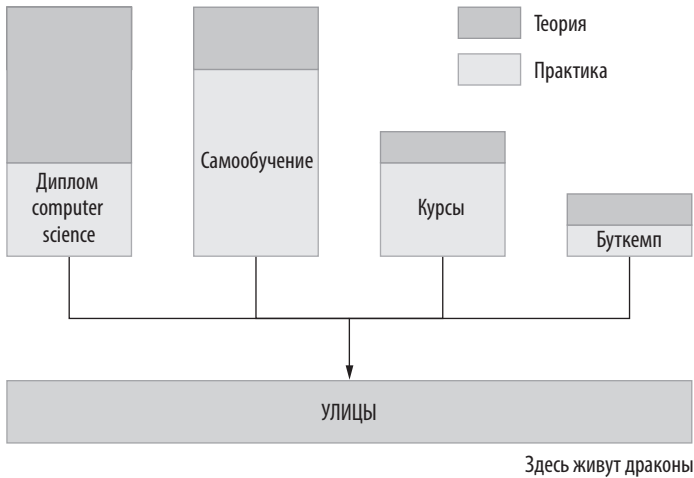 Теория
Практика
Диплом
computer
science
Самообучение
Курсы
Буткемп
УЛИЦЫ
Здесь живут драконы